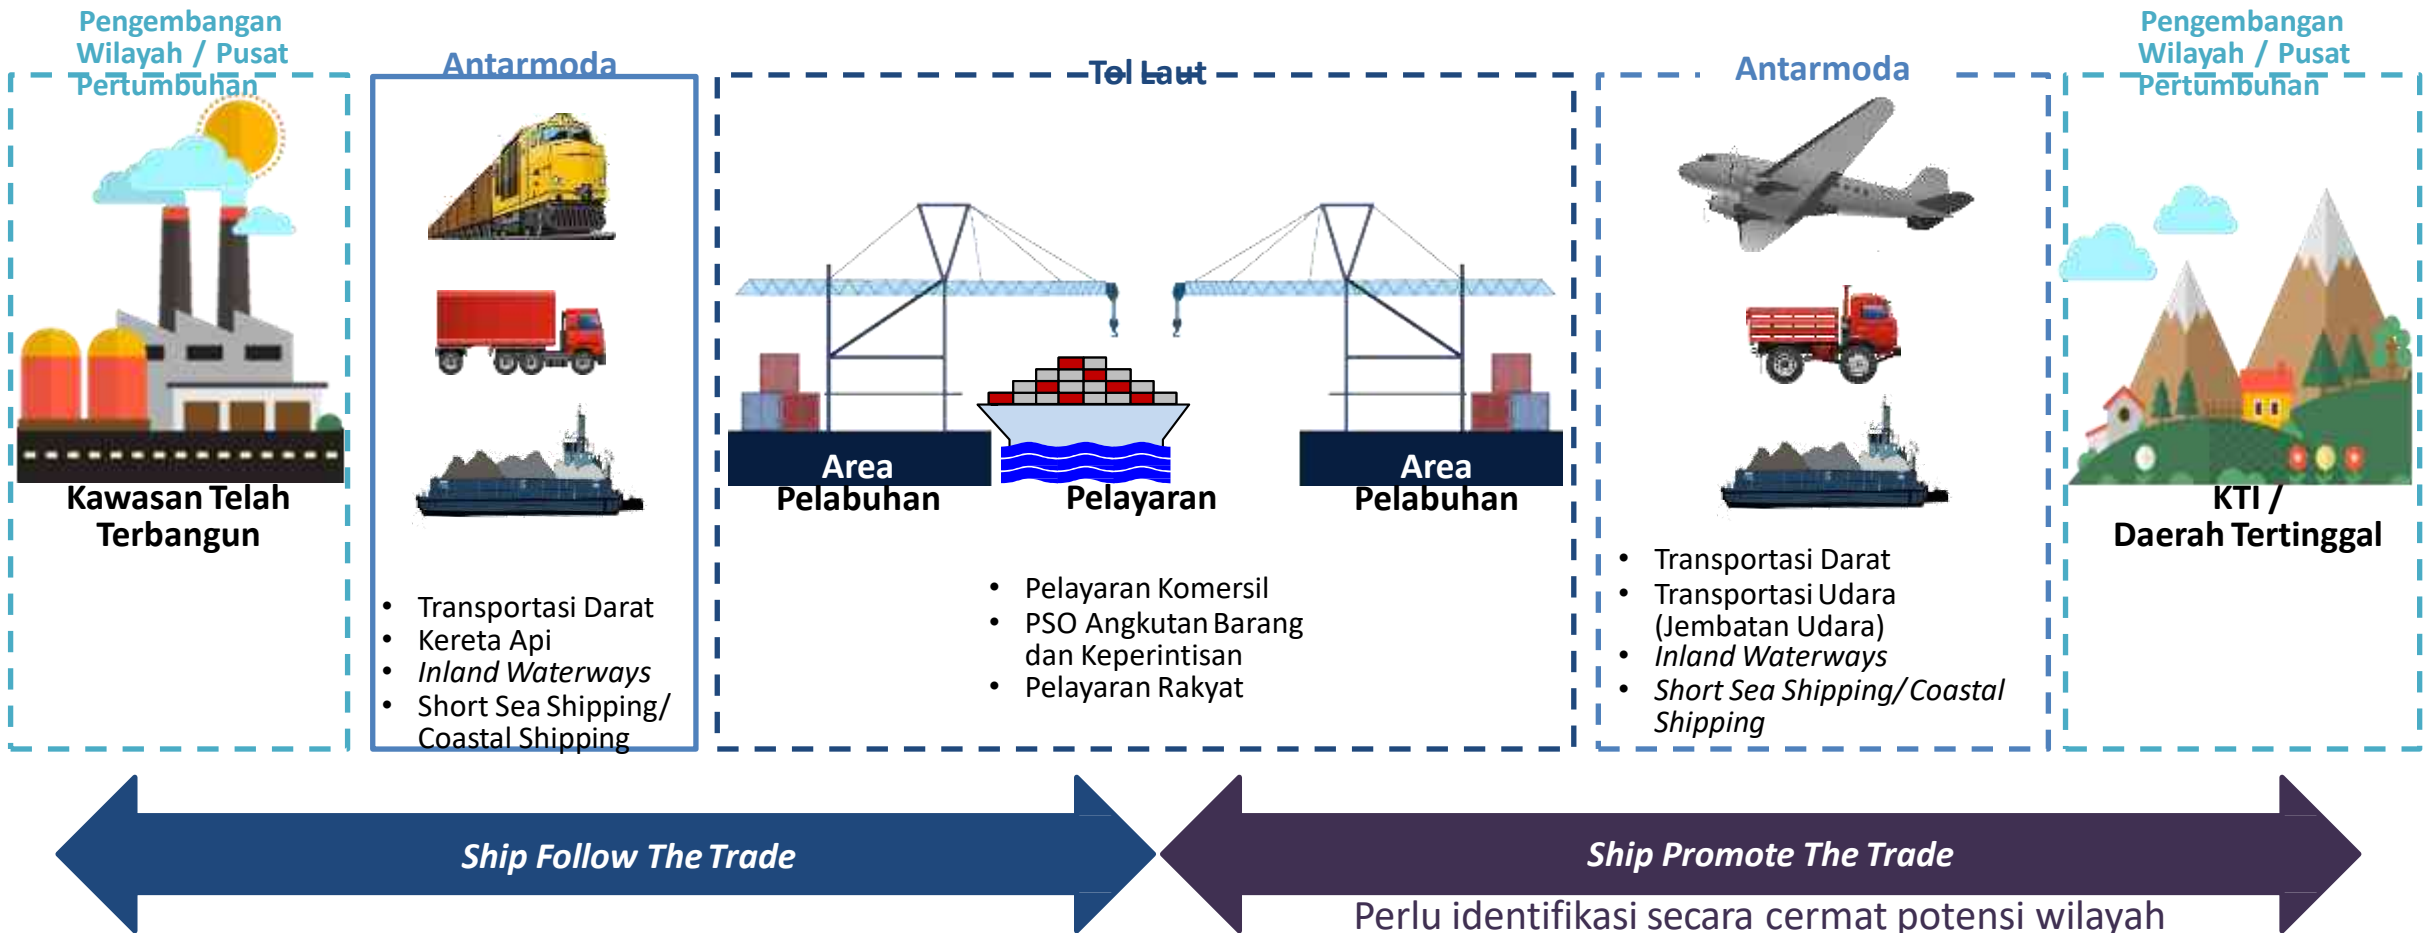 Pengembangan
Wilayah / Pusat
Pertumbuhan
Kawasan Telah
Terbangun
Antarmoda
• Transportasi Darat
• Kereta Api
• Inland Waterways
• Short Sea Shipping/
Coastal Shipping
Tol Laut
Area
Pelabuhan
Pelayaran
Area
Pelabuhan
• Pelayaran Komersil
• PSO Angkutan Barang
dan Keperintisan
• Pelayaran Rakyat
Antarmoda
• Transportasi Darat
• Transportasi Udara
(Jembatan Udara)
• Inland Waterways
• Short Sea Shipping/Coastal
Shipping
Pengembangan
Wilayah / Pusat
Pertumbuhan
KTI /
Daerah Tertinggal
Ship Follow The Trade
Ship Promote The Trade
Perlu identifikasi secara cermat potensi wilayah